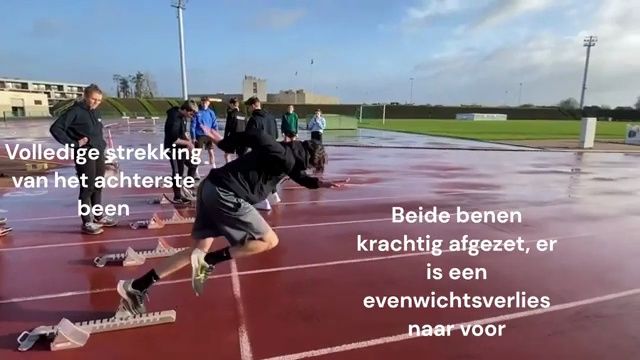 Volledige strekking
van het achterste
been
Beide benen
krachtig afgezet, er
is een
evenwichtsverlies
naar voor